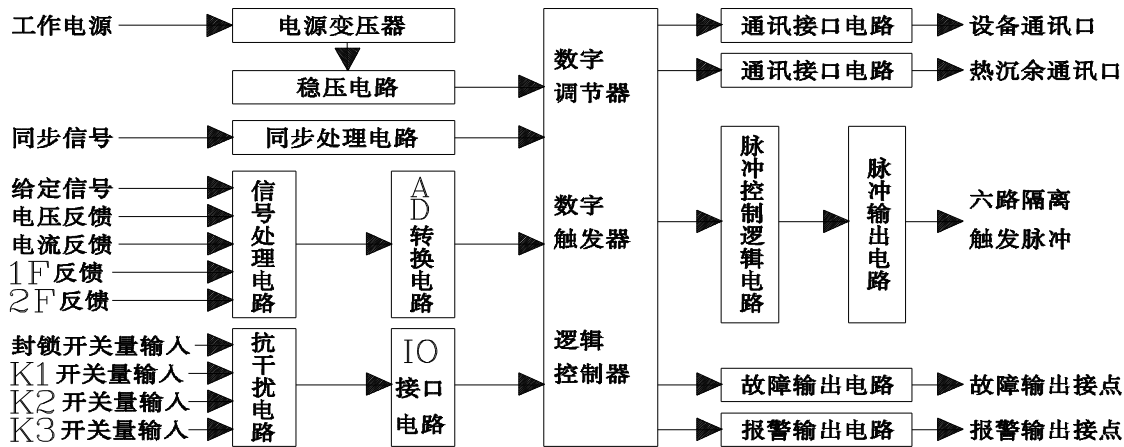 工作电源
电源变压器
稳压电路
同步信号
同步处理电路
给定信号
电压反馈
电流反馈
1F反馈
2F反馈
信号处理电路
AD转换电路
封锁开关量输入
K1开关量输入
K2开关量输入
K3开关量输入
抗干扰电路
IO
接口
电路
数字
调节器
数字
触发器
逻辑
控制器
通讯接口电路
设备通讯口
通讯接口电路
热沉余通讯口
脉冲控制逻辑电路
脉冲输出电路
六路隔离
触发脉冲
故障输出电路
故障输出接点
报警输出电路
报警输出接点